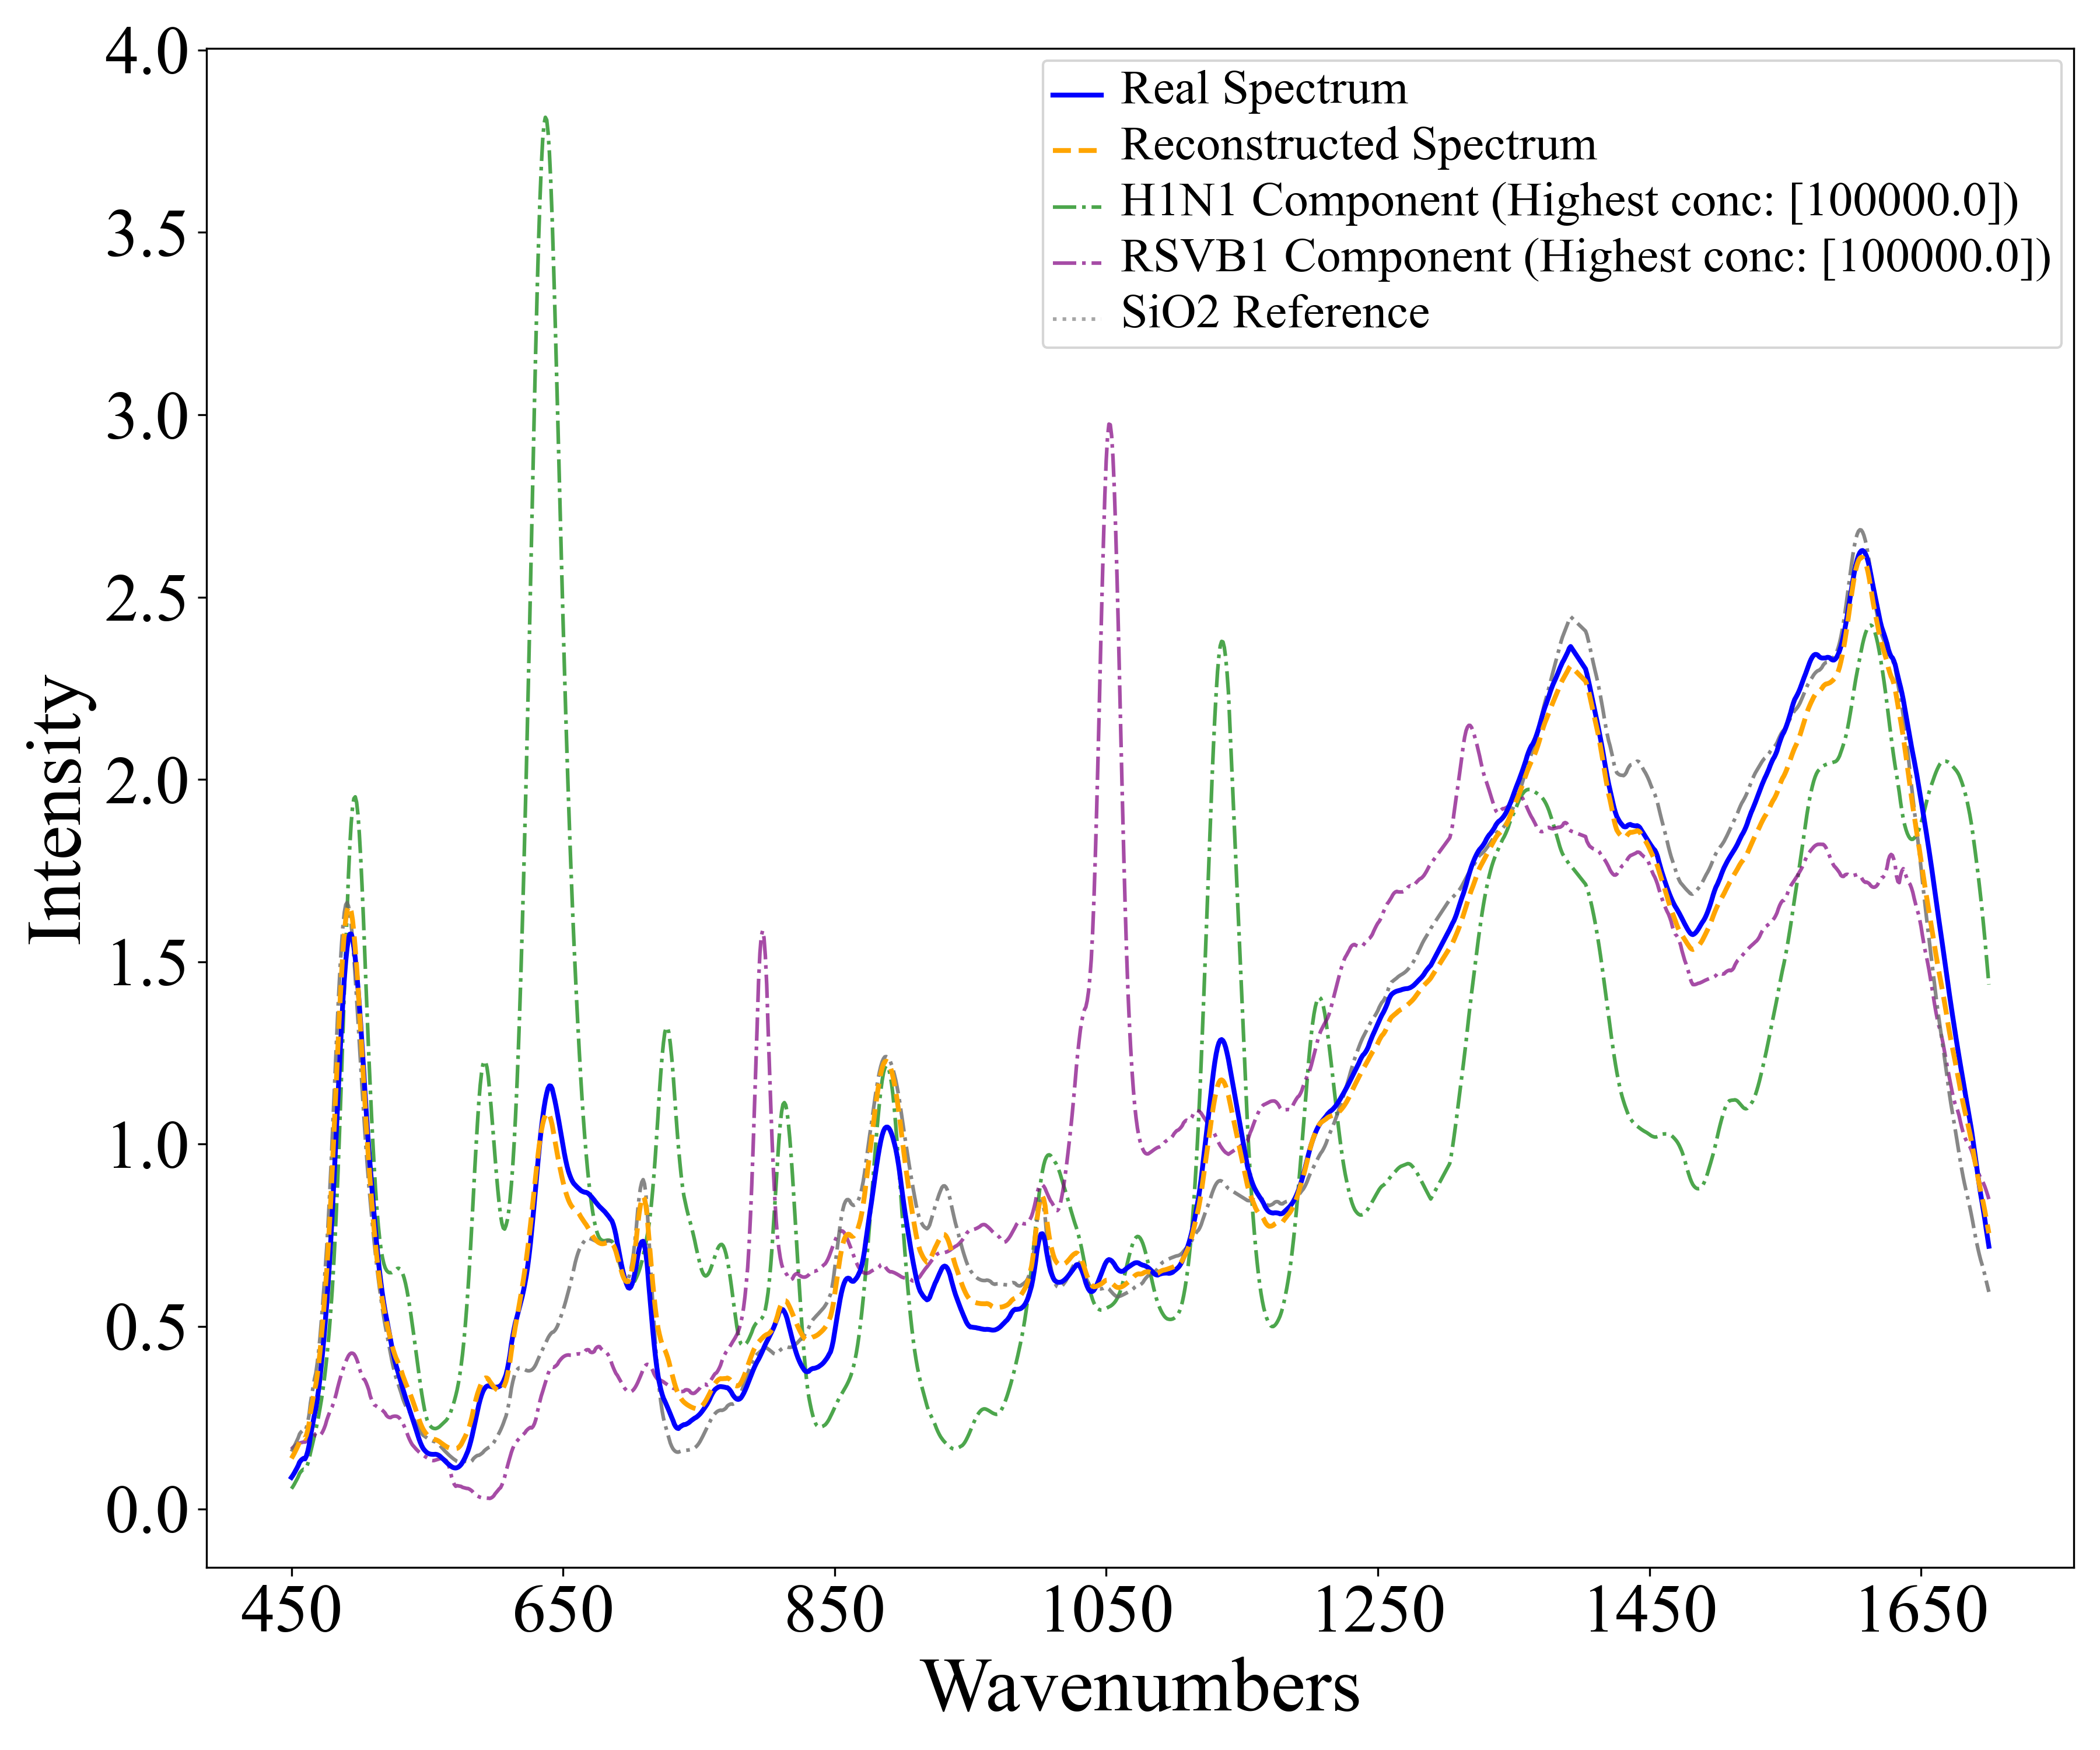 4.0
3.5
3.0
2.5
2.0
1.5
1.0
0.5
0.0
Intensity
Real Spectrum
Reconstructed Spectrum
H1N1 Component (Highest conc: [100000.0])
RSVB1 Component (Highest conc: [100000.0])
SiO2 Reference
450 650 850 1050 1250 1450 1650
Wavenumbers